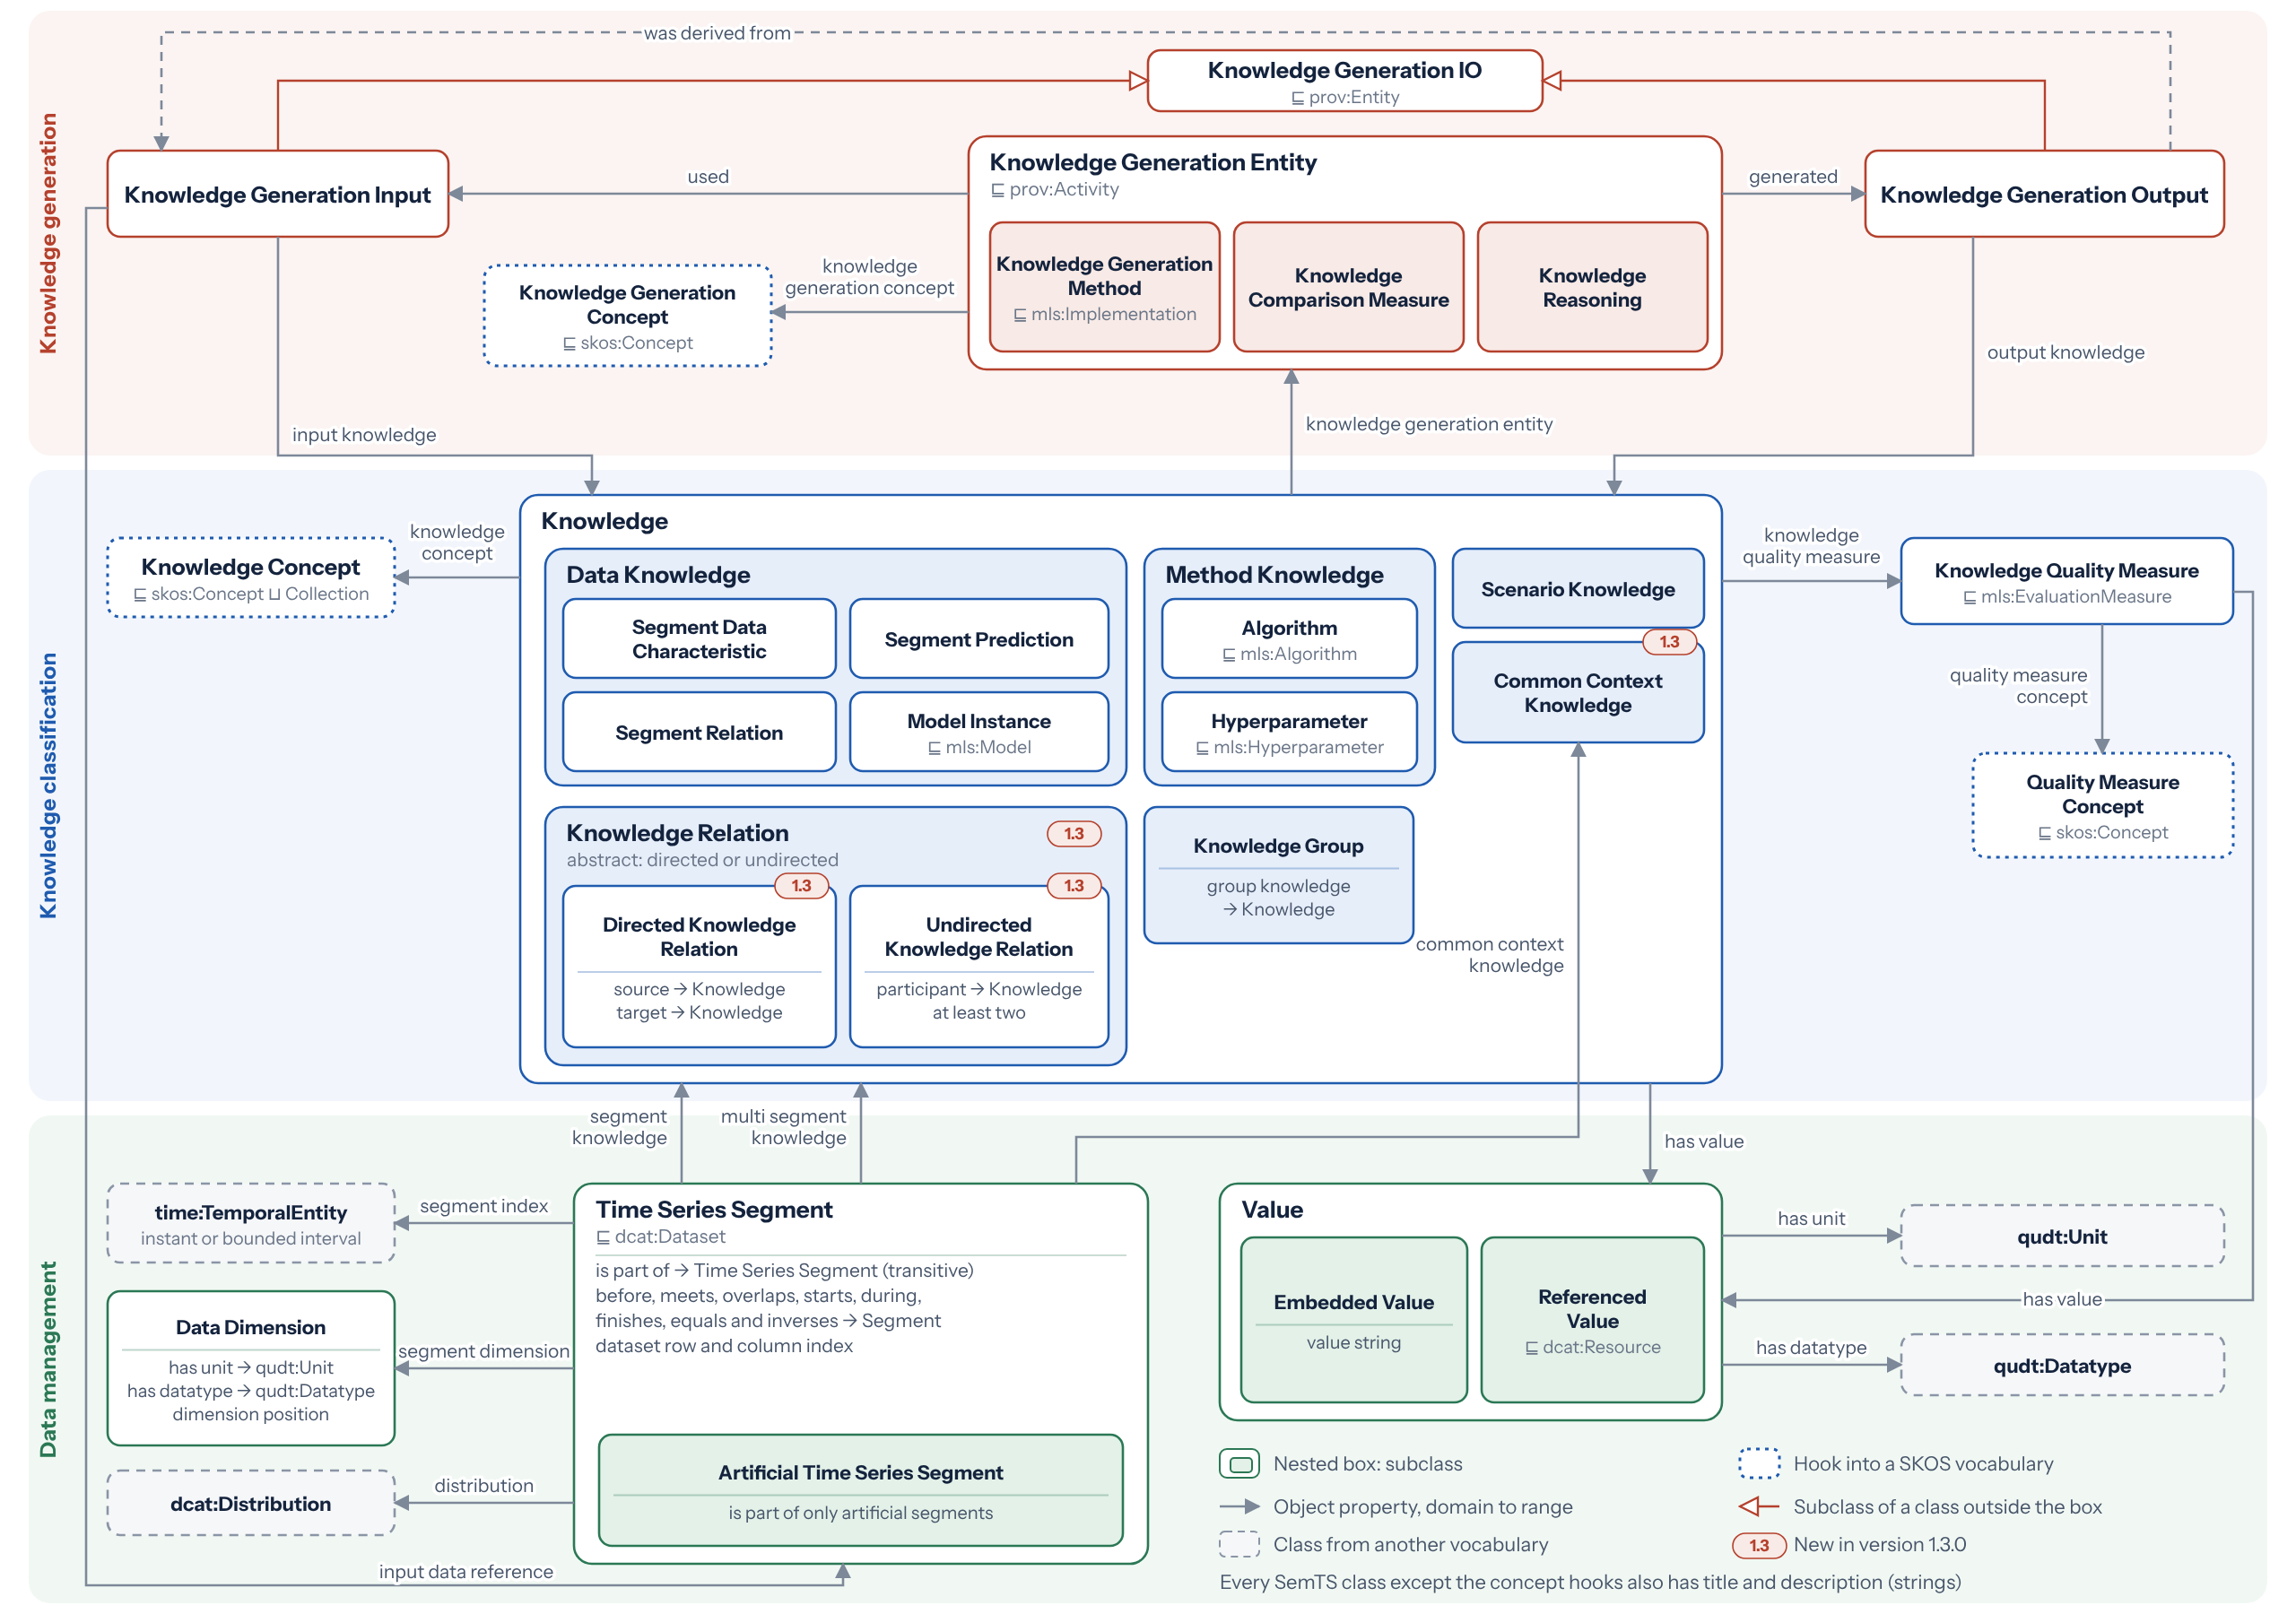 was derived from
Knowledge Generation IO
⊑ prov:Entity
Knowledge generation
Knowledge Generation Input
used
Knowledge Generation Entity
⊑ prov:Activity
generated
Knowledge Generation Output
Knowledge Generation
Method
⊑ mls:Implementation
Knowledge
Comparison Measure
Knowledge
Reasoning
knowledge
generation concept
Knowledge Generation
Concept
⊑ skos:Concept
output knowledge
input knowledge
knowledge generation entity
Knowledge classification
Knowledge
knowledge
concept
Knowledge Concept
⊑ skos:Concept ⊔ Collection
Data Knowledge
Segment Data
Characteristic
Segment Prediction
Segment Relation
Model Instance
⊑ mls:Model
Method Knowledge
Algorithm
⊑ mls:Algorithm
Hyperparameter
⊑ mls:Hyperparameter
Scenario Knowledge
1.3
Common Context
Knowledge
knowledge
quality measure
Knowledge Quality Measure
⊑ mls:EvaluationMeasure
quality measure
concept
Quality Measure
Concept
⊑ skos:Concept
Knowledge Relation
1.3
abstract: directed or undirected
1.3
Directed Knowledge
Relation
source → Knowledge
target → Knowledge
1.3
Undirected
Knowledge Relation
participant → Knowledge
at least two
Knowledge Group
group knowledge
→ Knowledge
common context
knowledge
segment
knowledge
multi segment
knowledge
has value
Data management
time:TemporalEntity
instant or bounded interval
segment index
Time Series Segment
⊑ dcat:Dataset
is part of → Time Series Segment (transitive)
before, meets, overlaps, starts, during,
finishes, equals and inverses → Segment
dataset row and column index
Data Dimension
has unit → qudt:Unit
has datatype → qudt:Datatype
dimension position
segment dimension
Artificial Time Series Segment
is part of only artificial segments
dcat:Distribution
distribution
input data reference
Value
Embedded Value
value string
Referenced
Value
⊑ dcat:Resource
has unit
qudt:Unit
has value
has datatype
qudt:Datatype
Nested box: subclass
Hook into a SKOS vocabulary
Object property, domain to range
Subclass of a class outside the box
Class from another vocabulary
1.3 New in version 1.3.0
Every SemTS class except the concept hooks also has title and description (strings)